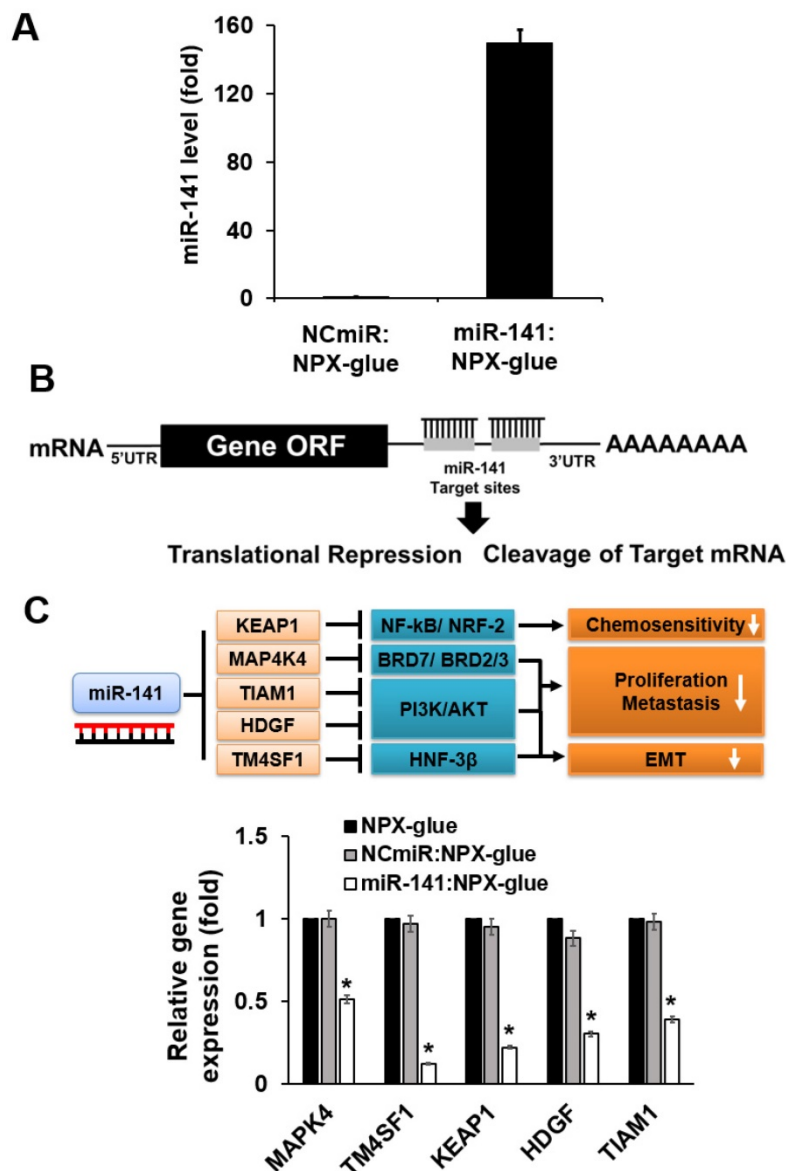 A
miR-141 level (fold)
160
120
80
40
0
NCmiR:
NPX-glue
miR-141:
NPX-glue
B
mRNA 5'UTR Gene ORF 3'UTR AAAAAAAA
miR-141
Target sites
Translational Repression Cleavage of Target mRNA
C
miR-141
KEAP1 NF-kB/ NRF-2 Chemosensitivity
MAP4K4 BRD7/ BRD2/3 Proliferation
Metastasis
TIAM1 PI3K/AKT
HDGF
TM4SF1 HNF-3β EMT
Relative gene
expression (fold)
1.5
1
0.5
0
NPX-glue
NCmiR:NPX-glue
miR-141:NPX-glue
* * * * *
MAPK4 TM4SF1 KEAP1 HDGF TIAM1